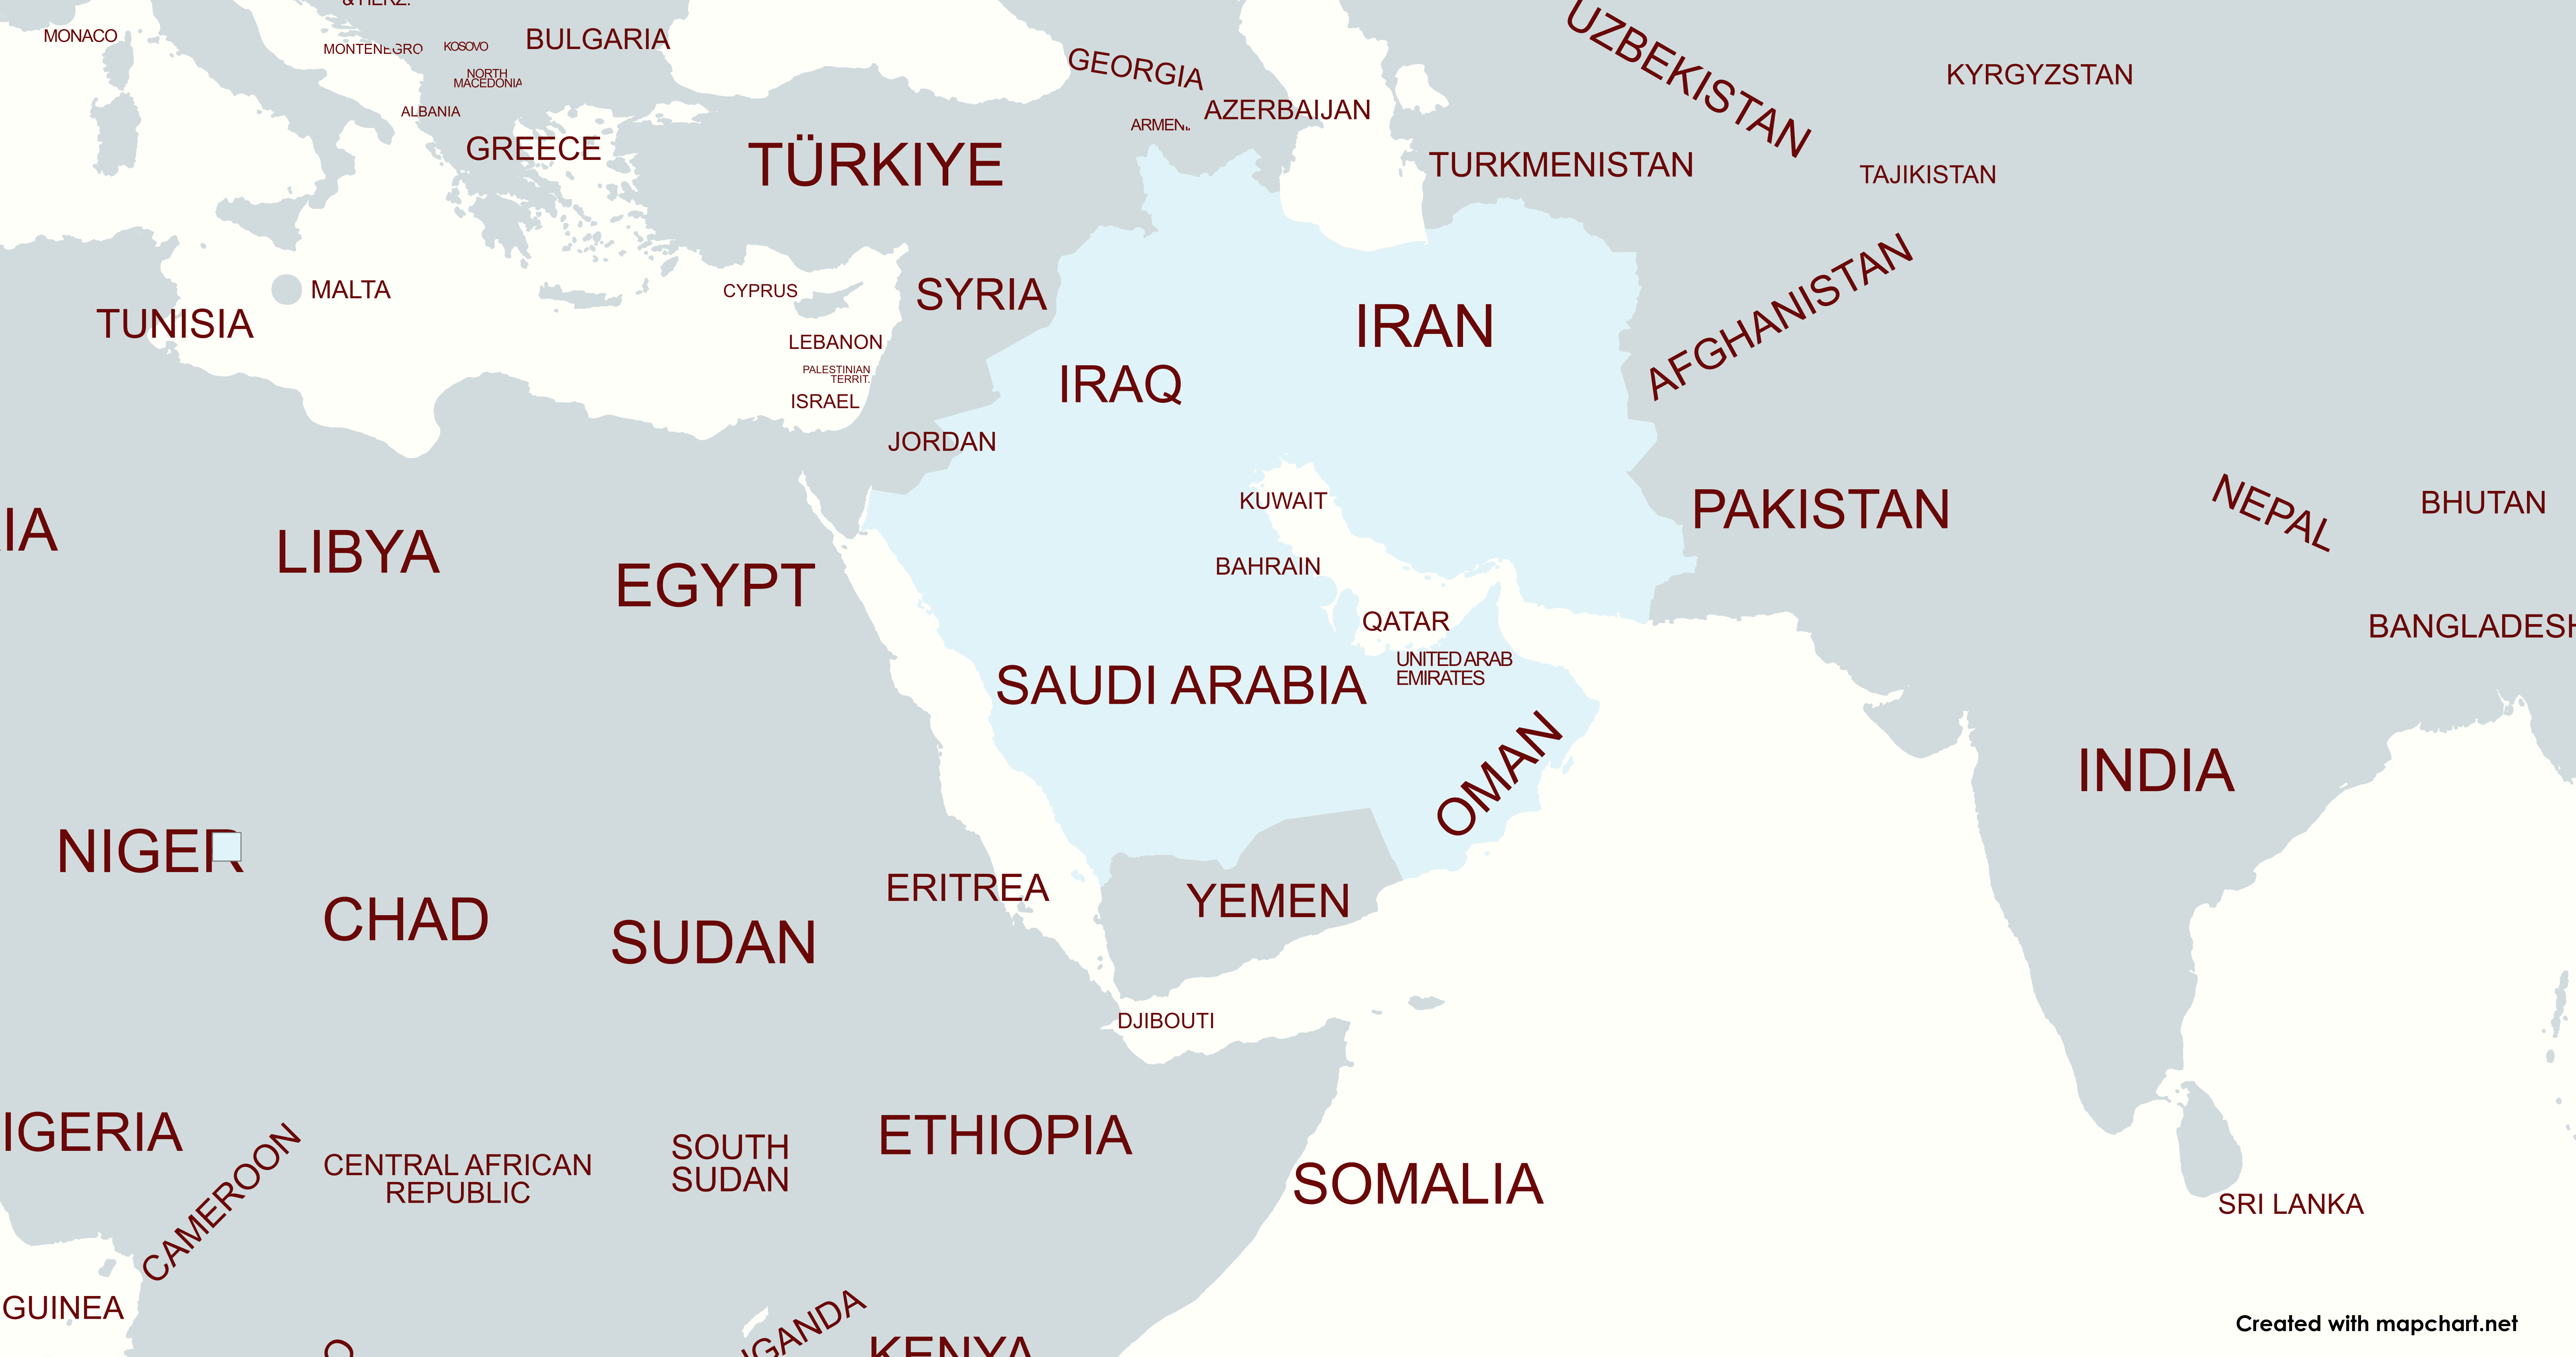 & HERZ.
MONACO
MONTENEGRO
KOSOVO
BULGARIA
NORTH
MACEDONIA
ALBANIA
GREECE
TÜRKIYE
GEORGIA
AZERBAIJAN
UZBEKISTAN
KYRGYZSTAN
TURKMENISTAN
TAJIKISTAN
MALTA
TUNISIA
CYPRUS
SYRIA
LEBANON
PALESTINIAN
TERRIT.
ISRAEL
JORDAN
IRAQ
IRAN
AFGHANISTAN
KUWAIT
PAKISTAN
NEPAL
BHUTAN
IA
LIBYA
EGYPT
BAHRAIN
QATAR
BANGLADESH
SAUDI ARABIA
UNITED ARAB
EMIRATES
OMAN
INDIA
NIGER
CHAD
SUDAN
ERITREA
YEMEN
DJIBOUTI
IGERIA
CAMEROON
CENTRAL AFRICAN
REPUBLIC
SOUTH
SUDAN
ETHIOPIA
SOMALIA
SRI LANKA
GUINEA
GANDA
KENYA
Created with mapchart.net